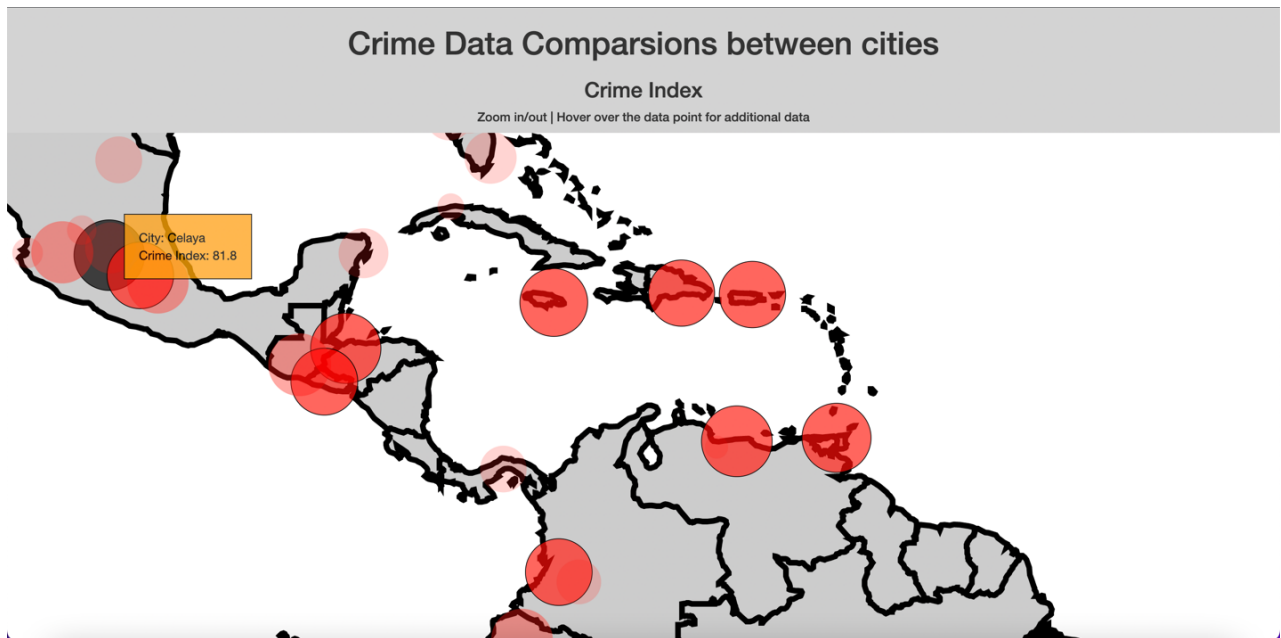 Crime Data Comparsions between cities
Crime Index
Zoom in/out | Hover over the data point for additional data
City: Celaya
Crime Index: 81.8